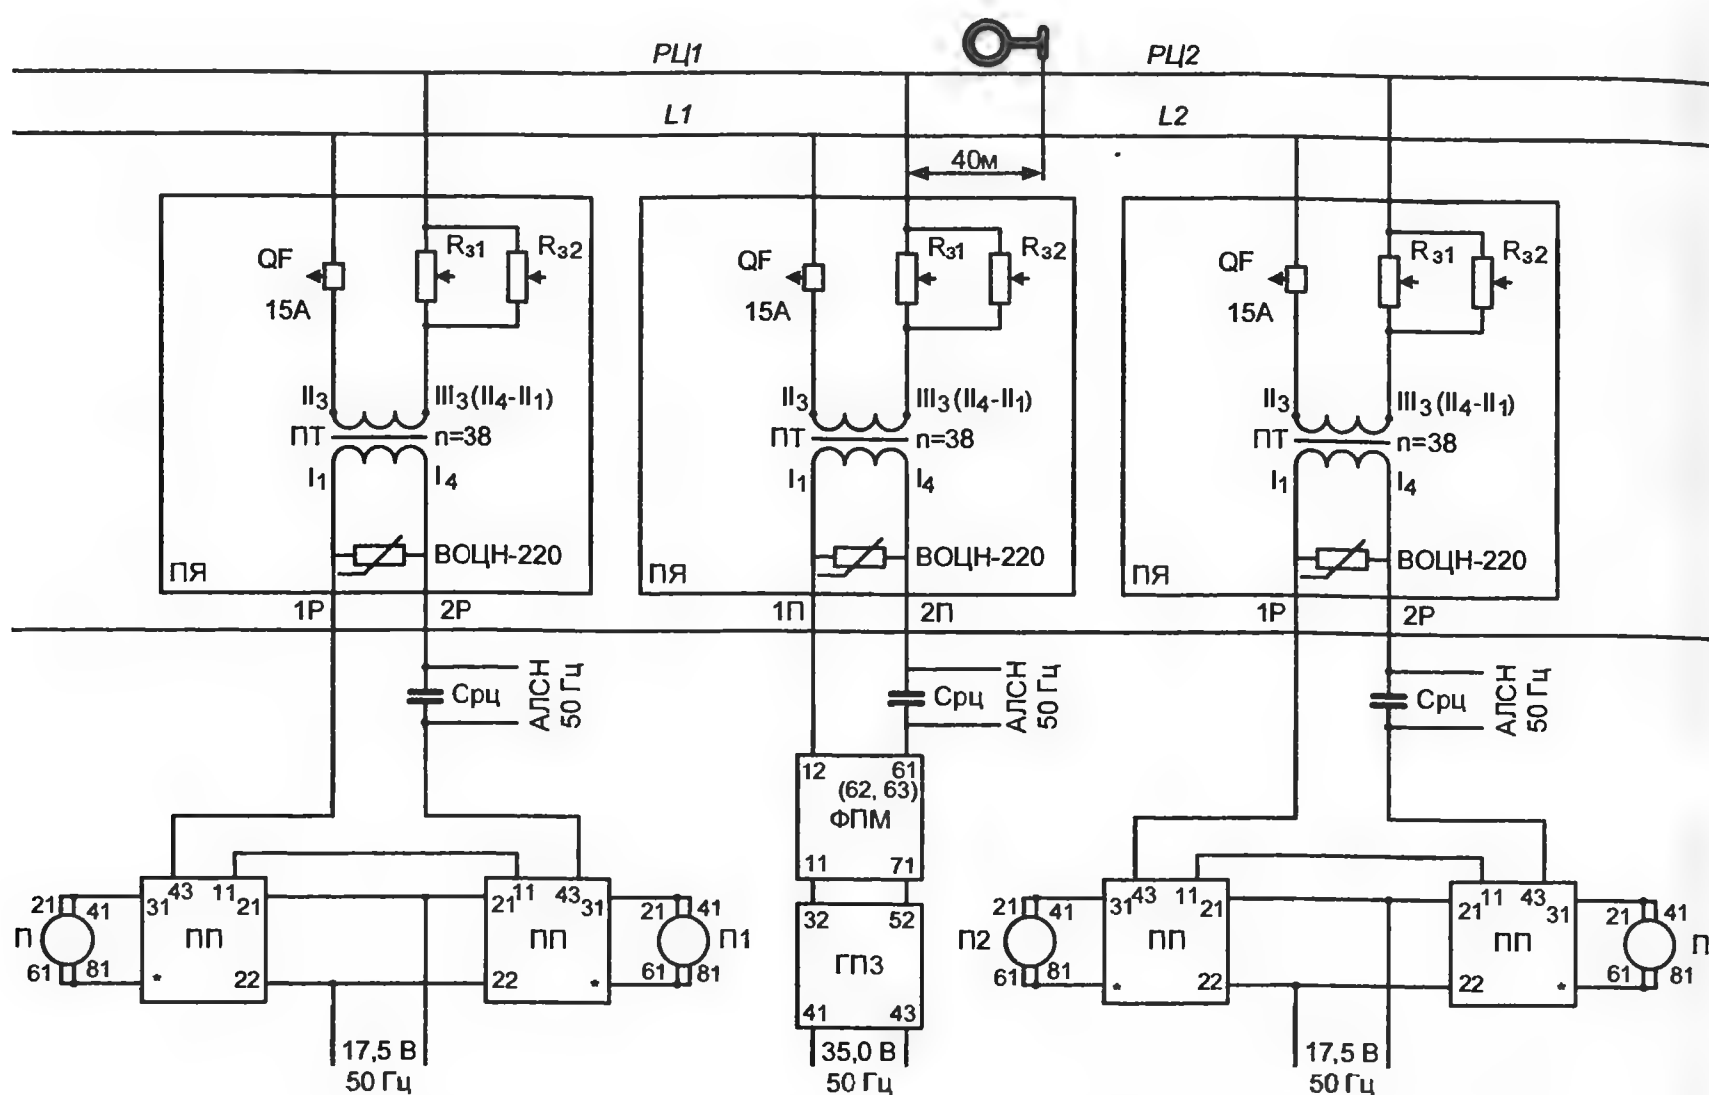 РЦ1
РЦ2
L1
L2
40м
QF
15А
Rз1
Rз2
QF
15А
Rз1
Rз2
QF
15А
Rз1
Rз2
II3
III3 (II4-II1)
ПТ
n=38
I1
I4
II3
III3 (II4-II1)
ПТ
n=38
I1
I4
II3
III3 (II4-II1)
ПТ
n=38
I1
I4
ВОЦН-220
ПЯ
ВОЦН-220
ПЯ
ВОЦН-220
ПЯ
1Р
2Р
1П
2П
1Р
2Р
Срц
АЛСН
50 Гц
Срц
АЛСН
50 Гц
Срц
АЛСН
50 Гц
12
61
(62, 63)
ФПМ
11
71
П
21
41
61
81
43
11
31
21
ПП
*
22
11
43
21
31
ПП
22
*
21
41
П1
61
81
32
52
ГП3
41
43
П2
21
41
61
81
43
11
31
21
ПП
*
22
11
43
21
31
ПП
22
*
21
41
П
61
81
17,5 В
50 Гц
35,0 В
50 Гц
17,5 В
50 Гц